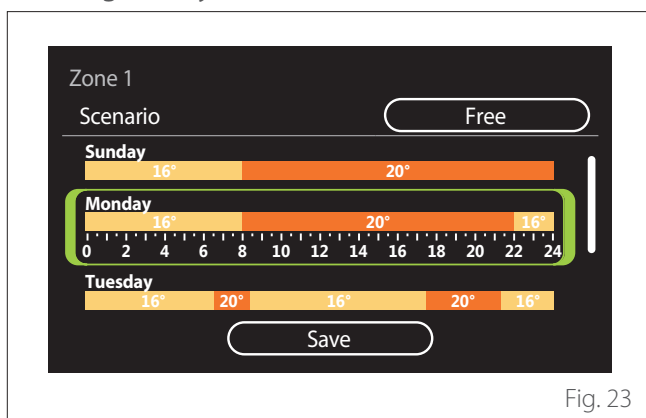 Zone 1
Scenario Free
Sunday
16° 20°
Monday
16° 20° 16°
0 2 4 6 8 10 12 14 16 18 20 22 24
Tuesday
16° 20° 16° 20° 16°
Save
Fig. 23